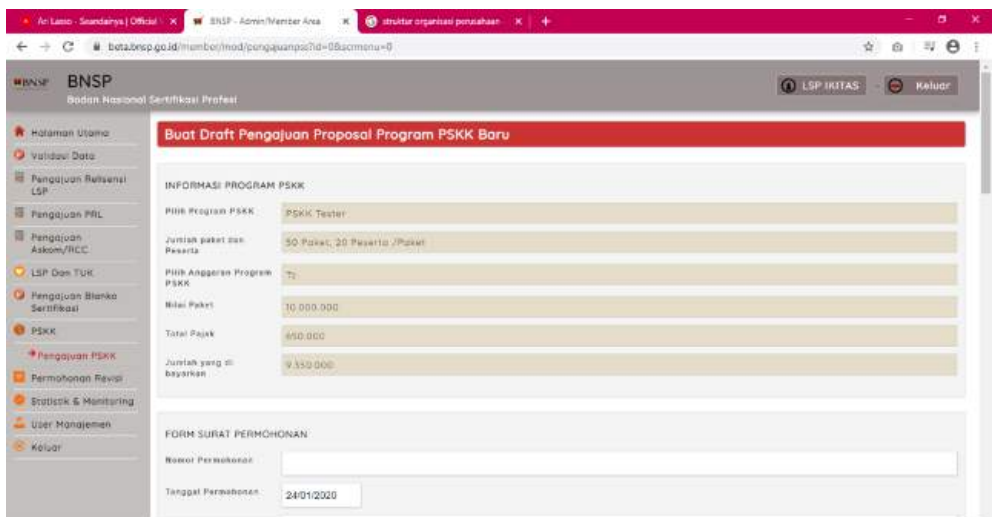 Ari Lasso - Seandainya | Official
BNSP - Admin/Member Area
struktur organisasi perusahaan
beta.bnsp.go.id/member/mod/pengajuanpsc?id=0&scrmenu=0
BNSP
BNSP
Badan Nasional Sertifikasi Profesi
LSP IKITAS
Keluar
Halaman Utama
Validasi Data
Pengajuan Relisensi
LSP
Pengajuan PRL
Pengajuan
Askom/RCC
LSP Dan TUK
Pengajuan Blanko
Sertifikasi
PSKK
Pengajuan PSKK
Permohonan Revisi
Statistik & Monitoring
User Manajemen
Keluar
Buat Draft Pengajuan Proposal Program PSKK Baru
INFORMASI PROGRAM PSKK
Pilih Program PSKK
PSKK Tester
Jumlah paket dan
Peserta
50 Paket, 20 Peserta /Paket
Pilih Anggaran Program
PSKK
Nilai Paket
10.000.000
Total Pajak
650.000
Jumlah yang di
bayarkan
9.350.000
FORM SURAT PERMOHONAN
Nomor Permohonan
Tanggal Permohonan
24/01/2020